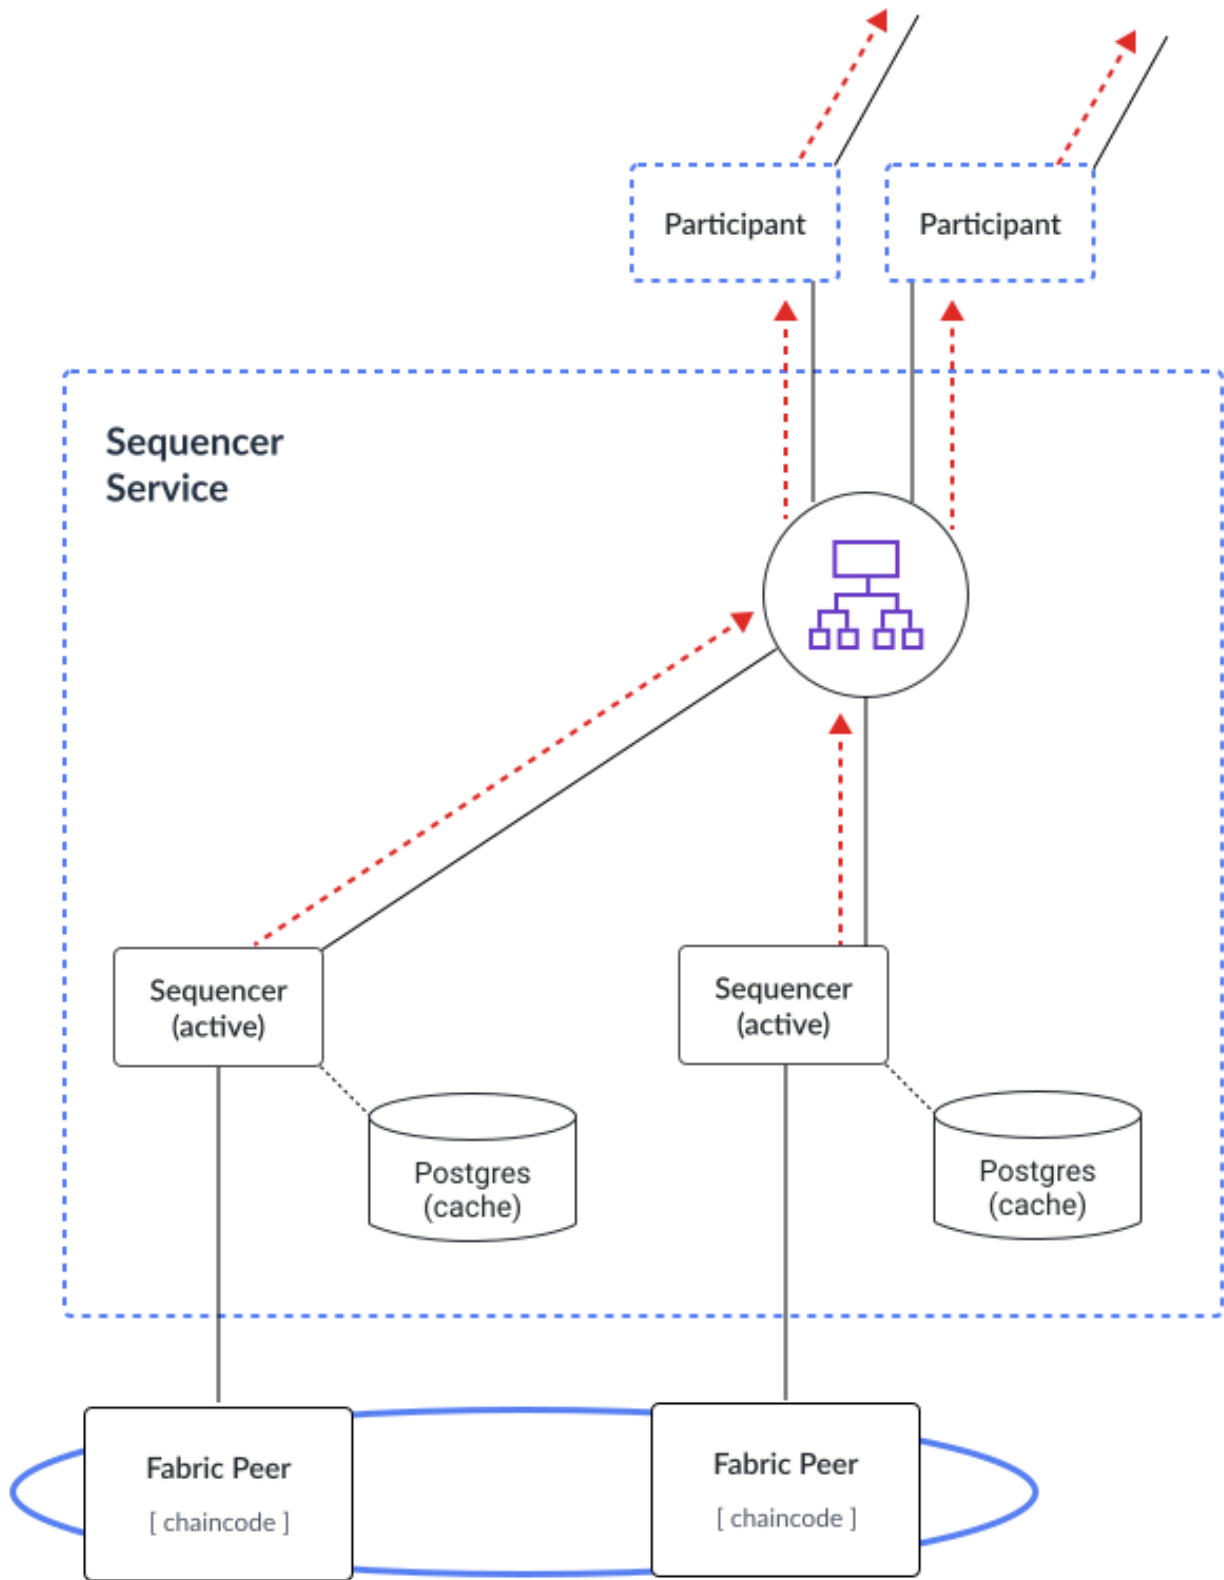 Participant
Participant
Sequencer
Service
Sequencer
(active)
Sequencer
(active)
Postgres
(cache)
Postgres
(cache)
Fabric Peer
[ chaincode ]
Fabric Peer
[ chaincode ]